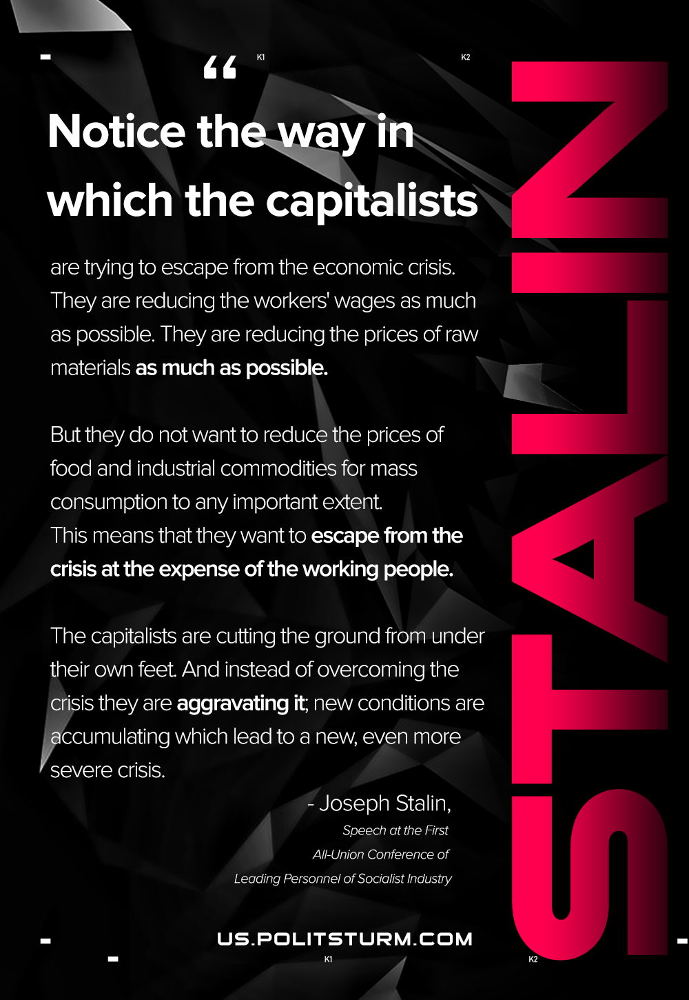 K1
K2
“
Notice the way in
which the capitalists
are trying to escape from the economic crisis.
They are reducing the workers' wages as much
as possible. They are reducing the prices of raw
materials as much as possible.
But they do not want to reduce the prices of
food and industrial commodities for mass
consumption to any important extent.
This means that they want to escape from the
crisis at the expense of the working people.
The capitalists are cutting the ground from under
their own feet. And instead of overcoming the
crisis they are aggravating it; new conditions are
accumulating which lead to a new, even more
severe crisis.
- Joseph Stalin,
Speech at the First
All-Union Conference of
Leading Personnel of Socialist Industry
US.POLITSTURM.COM
K1
K2
STALIN